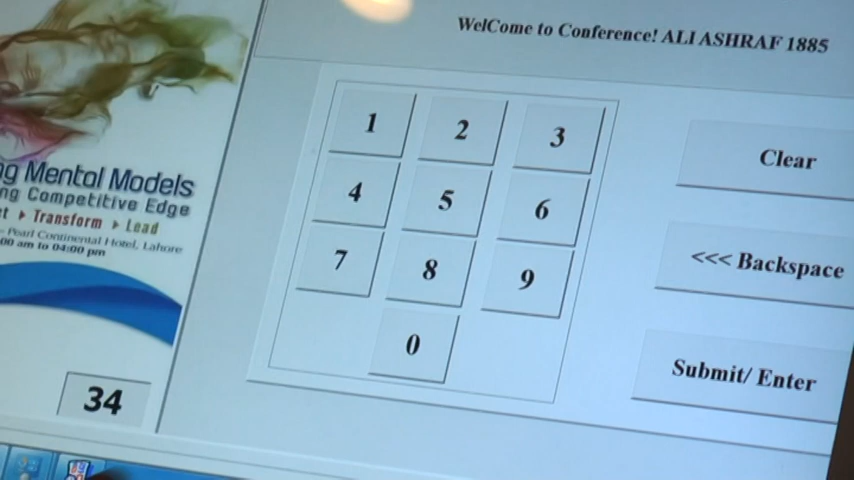 WelCome to Conference! ALI ASHRAF 1885
Mental Models
Competitive Edge
Transform Lead
- Pearl Continental Hotel, Lahore
00 am to 04:00 pm
34
1 2 3
4 5 6
7 8 9
0
Clear
<<< Backspace
Submit/ Enter